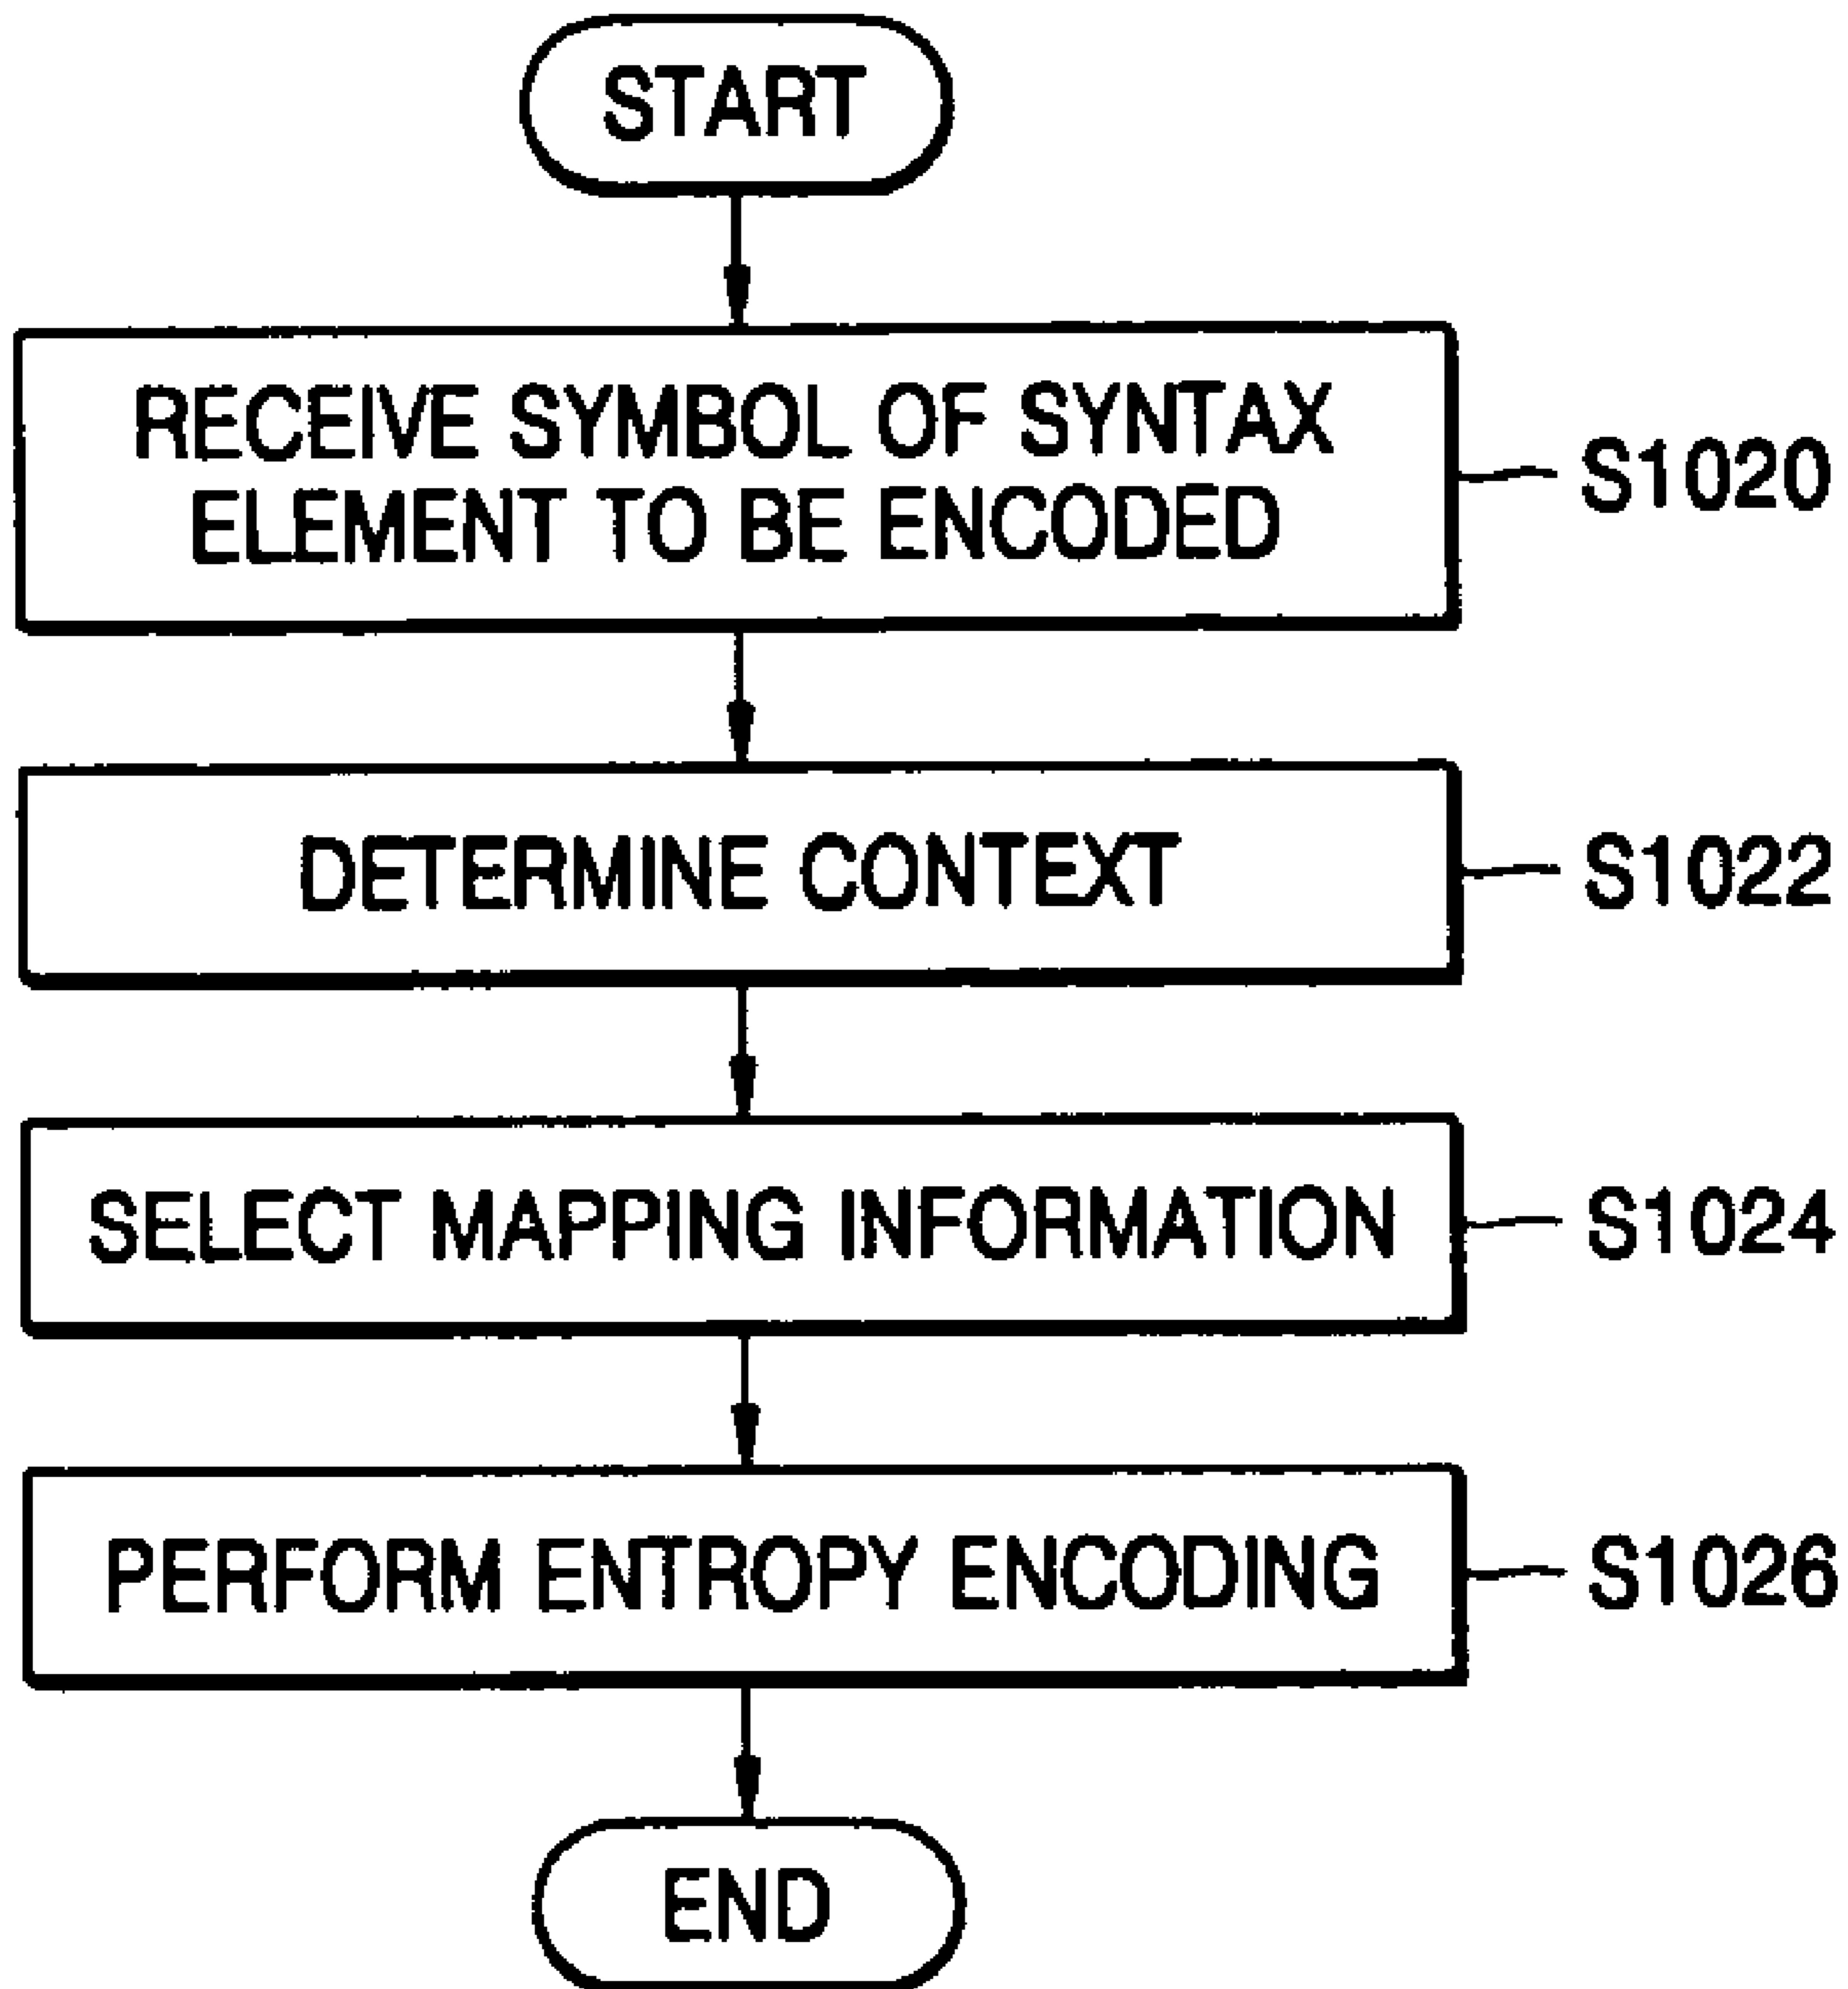 START
RECEIVE SYMBOL OF SYNTAX
ELEMENT TO BE ENCODED
S1020
DETERMINE CONTEXT
S1022
SELECT MAPPING INFORMATION
S1024
PERFORM ENTROPY ENCODING
S1026
END